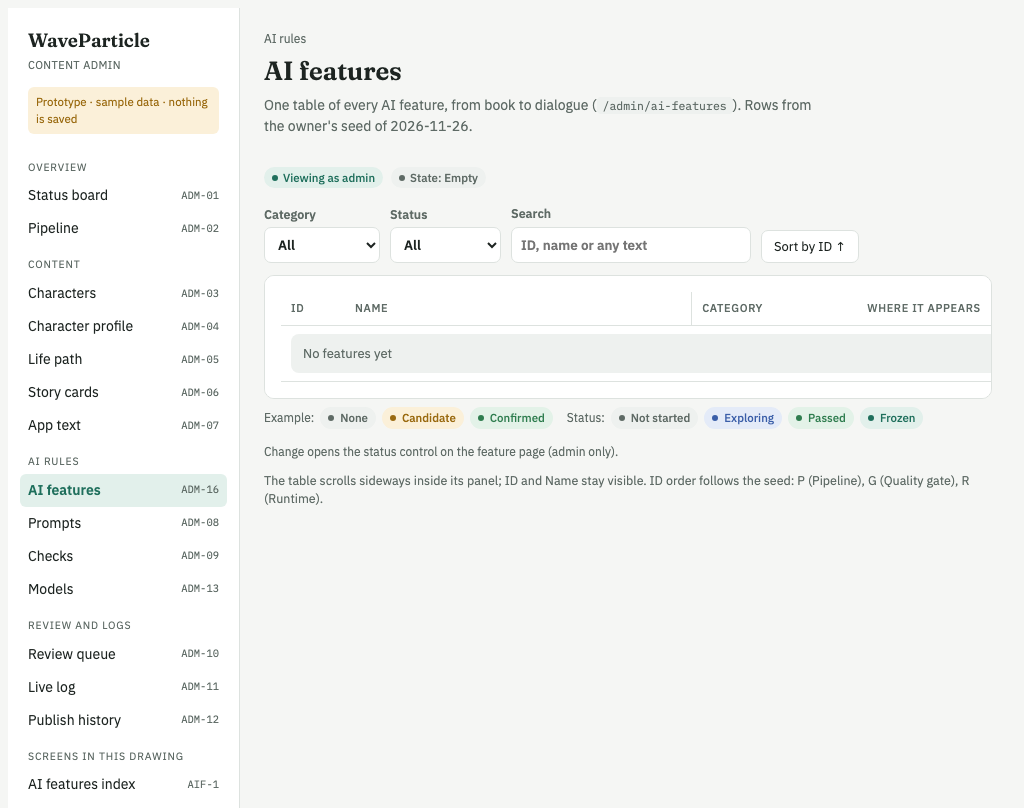 WaveParticle
CONTENT ADMIN
Prototype · sample data · nothing
is saved
OVERVIEW
Status board ADM-01
Pipeline ADM-02
CONTENT
Characters ADM-03
Character profile ADM-04
Life path ADM-05
Story cards ADM-06
App text ADM-07
AI RULES
AI features ADM-16
Prompts ADM-08
Checks ADM-09
Models ADM-13
REVIEW AND LOGS
Review queue ADM-10
Live log ADM-11
Publish history ADM-12
SCREENS IN THIS DRAWING
AI features index AIF-1
AI rules
AI features
One table of every AI feature, from book to dialogue ( /admin/ai-features ). Rows from
the owner's seed of 2026-11-26.
Viewing as admin State: Empty
Category Status Search
All All ID, name or any text Sort by ID ↑
ID NAME CATEGORY WHERE IT APPEARS
No features yet
Example: None Candidate Confirmed Status: Not started Exploring Passed Frozen
Change opens the status control on the feature page (admin only).
The table scrolls sideways inside its panel; ID and Name stay visible. ID order follows the seed: P (Pipeline), G (Quality gate), R
(Runtime).